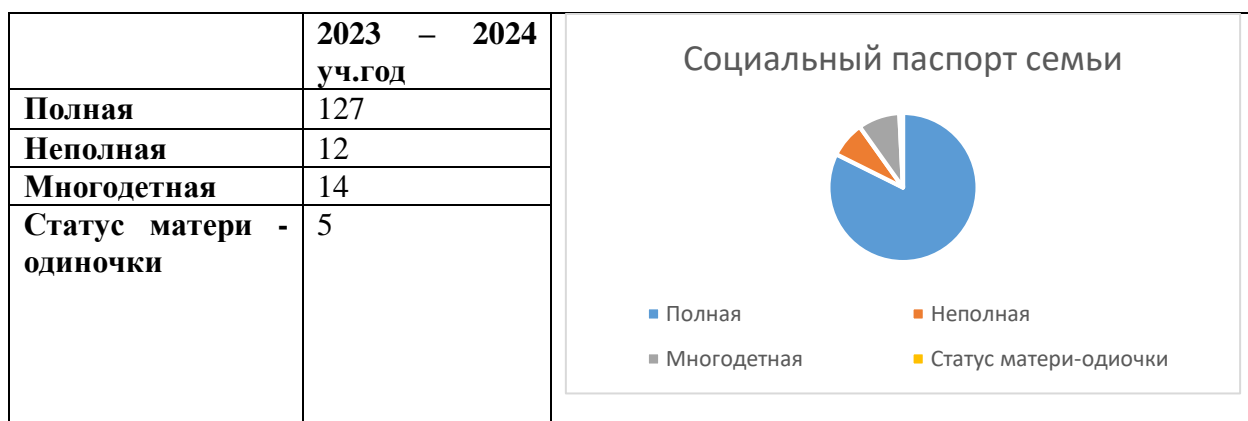 2023 – 2024
уч.год
Полная 127
Неполная 12
Многодетная 14
Статус матери - 5
одиночки
Социальный паспорт семьи
Полная Неполная
Многодетная Статус матери-одиочки